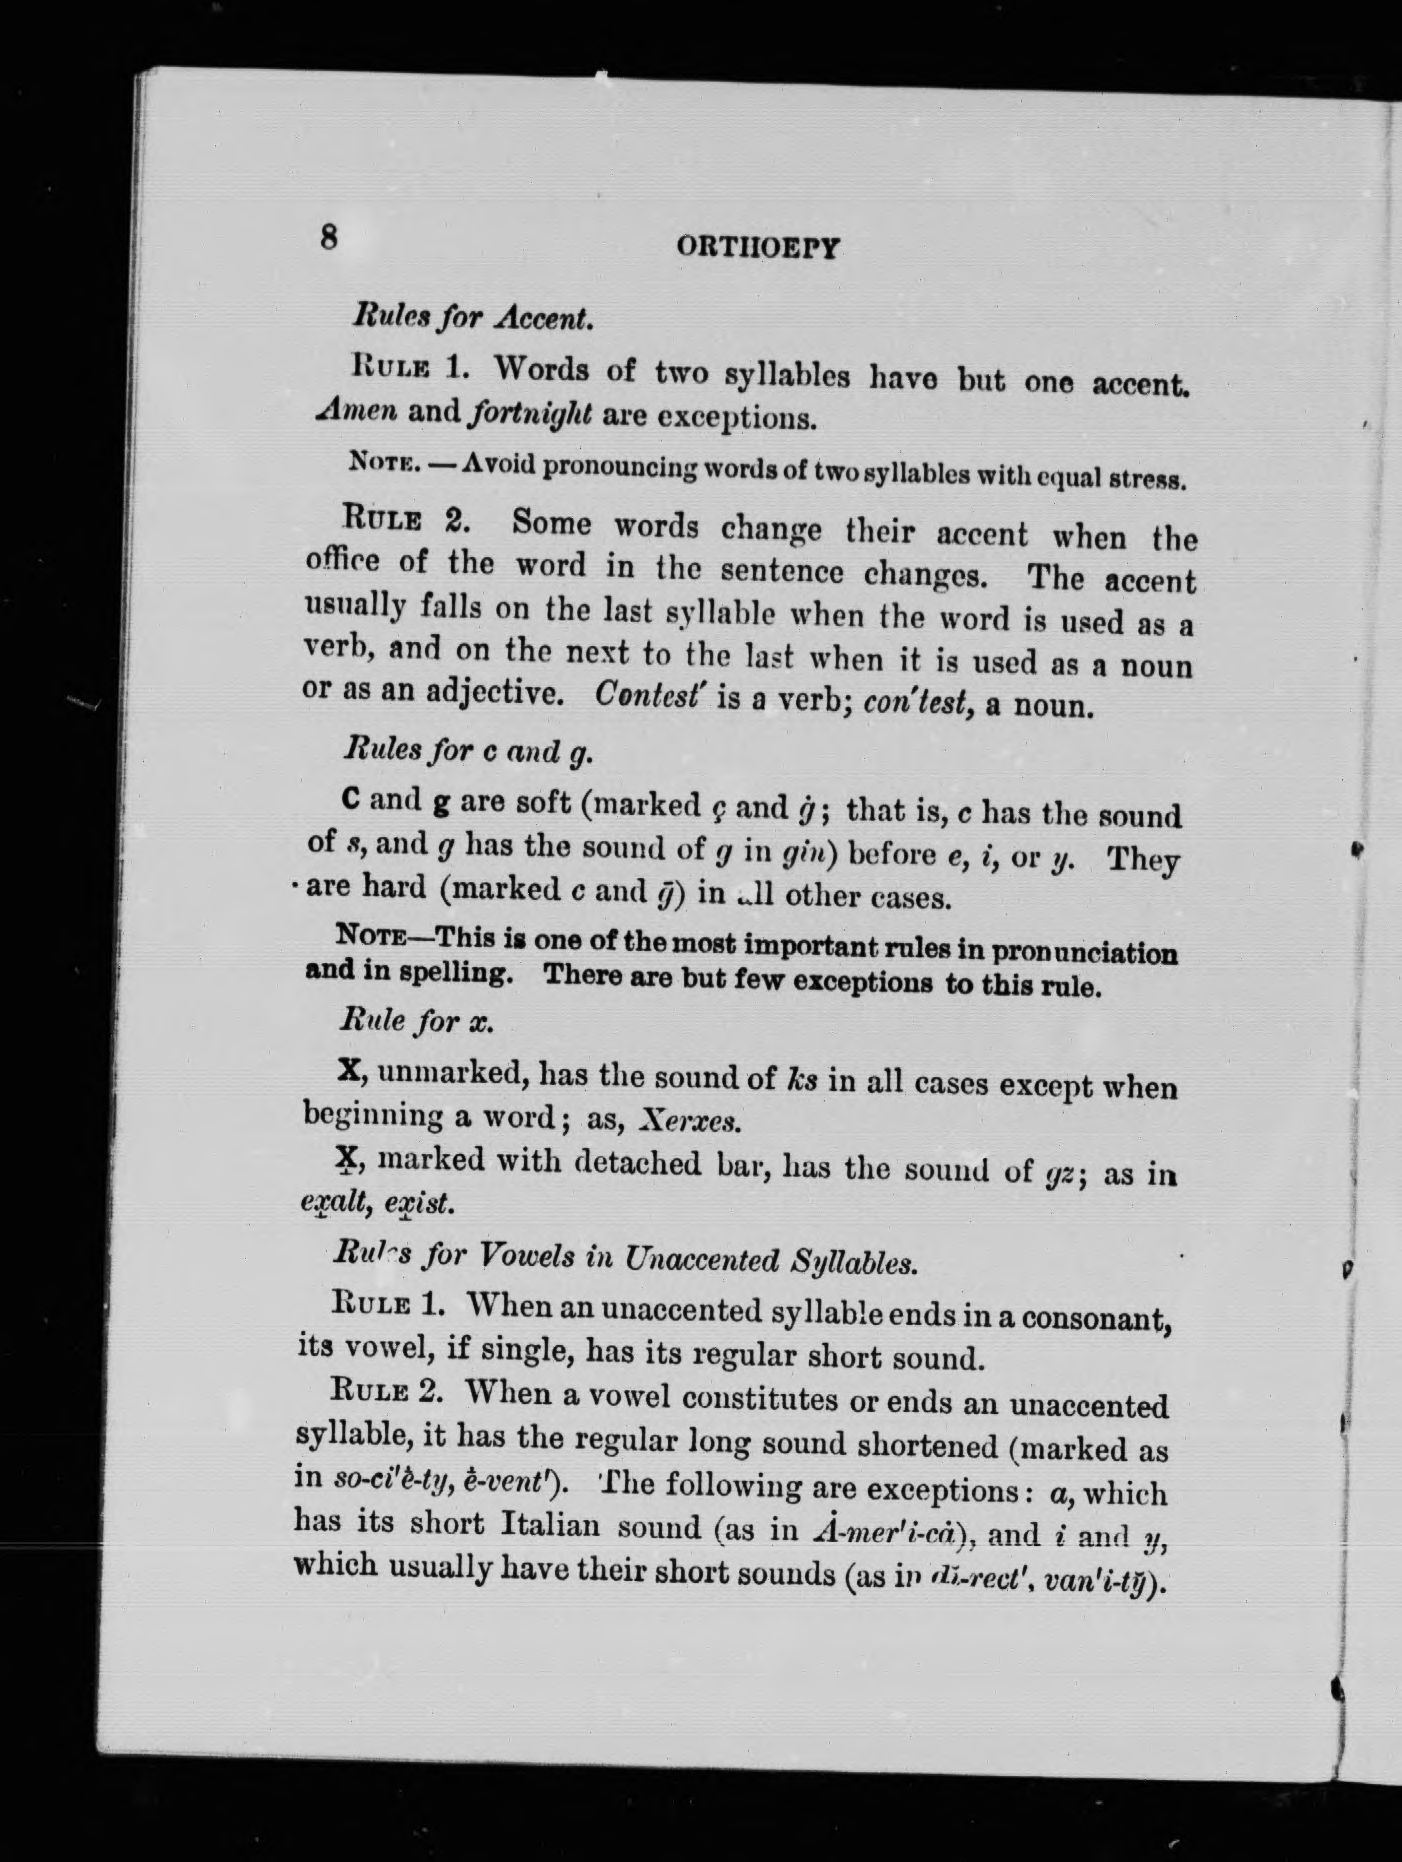 8
ORTHOEPY
Rules for Accent.
RULE 1. Words of two syllables have but one accent.
Amen and fortnight are exceptions.
NOTE. — Avoid pronouncing words of two syllables with equal stress.
RULE 2. Some words change their accent when the
office of the word in the sentence changes. The accent
usually falls on the last syllable when the word is used as a
verb, and on the next to the last when it is used as a noun
or as an adjective. Contest′ is a verb; con′test, a noun.
Rules for c and g.
C and g are soft (marked ç and ġ; that is, c has the sound
of s, and g has the sound of g in gin) before e, i, or y. They
are hard (marked c and ḡ) in all other cases.
NOTE—This is one of the most important rules in pronunciation
and in spelling. There are but few exceptions to this rule.
Rule for x.
X, unmarked, has the sound of ks in all cases except when
beginning a word; as, Xerxes.
X̝, marked with detached bar, has the sound of gz; as in
ex̝alt, ex̝ist.
Rules for Vowels in Unaccented Syllables.
RULE 1. When an unaccented syllable ends in a consonant,
its vowel, if single, has its regular short sound.
RULE 2. When a vowel constitutes or ends an unaccented
syllable, it has the regular long sound shortened (marked as
in so-ci′ė-ty, ė-vent′). The following are exceptions: a, which
has its short Italian sound (as in Ȧ-mer′i-cȧ), and i and y,
which usually have their short sounds (as in dĭ-rect′, van′i-ty̆).